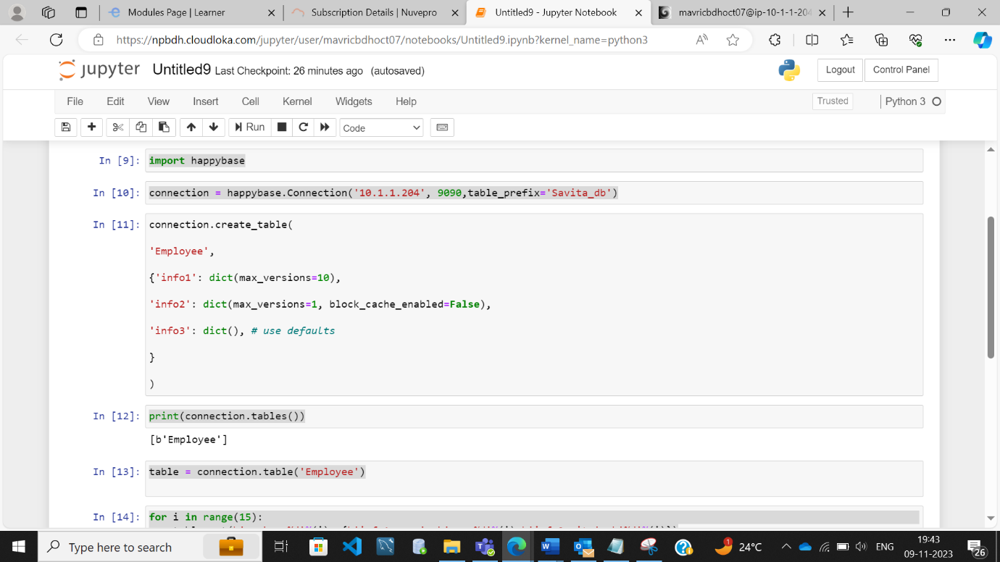 Modules Page | Learner
Subscription Details | Nuvepro
Untitled9 - Jupyter Notebook
mavricbdhoct07@ip-10-1-1-204
https://npbdh.cloudloka.com/jupyter/user/mavricbdhoct07/notebooks/Untitled9.ipynb?kernel_name=python3
jupyter Untitled9 Last Checkpoint: 26 minutes ago (autosaved)
Logout Control Panel
File Edit View Insert Cell Kernel Widgets Help
Trusted Python 3
Run Code
In [9]: import happybase
In [10]: connection = happybase.Connection('10.1.1.204', 9090,table_prefix='Savita_db')
In [11]: connection.create_table(
'Employee',
{'info1': dict(max_versions=10),
'info2': dict(max_versions=1, block_cache_enabled=False),
'info3': dict(), # use defaults
}
)
In [12]: print(connection.tables())
[b'Employee']
In [13]: table = connection.table('Employee')
In [14]: for i in range(15):
Type here to search
1
24°C
ENG
19:43
09-11-2023
26